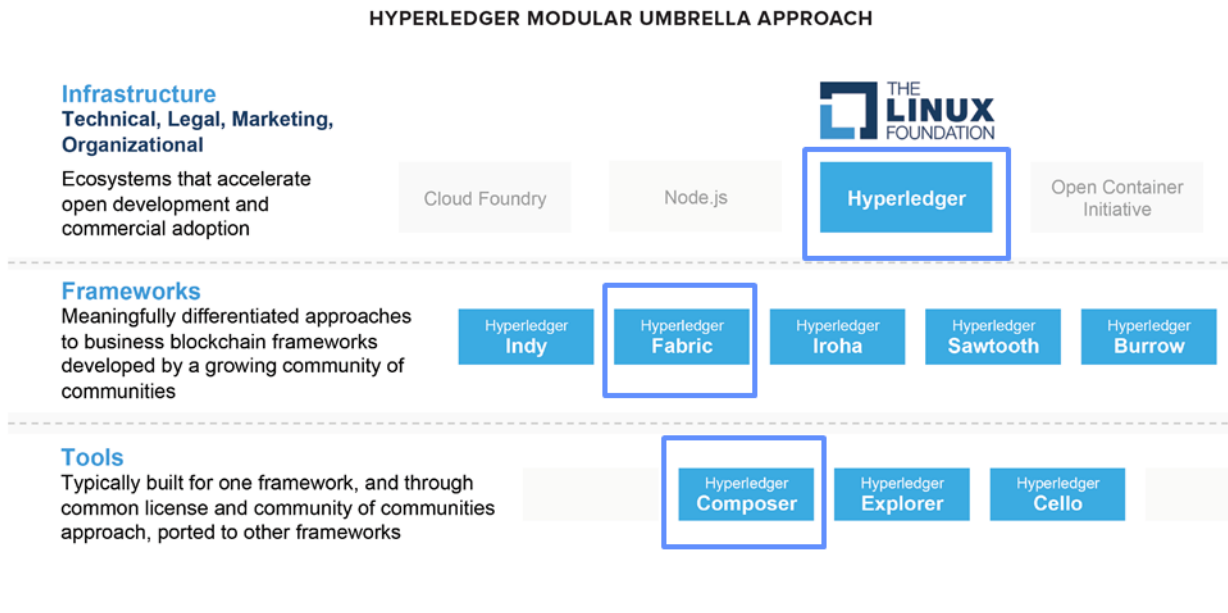 HYPERLEDGER MODULAR UMBRELLA APPROACH
Infrastructure
Technical, Legal, Marketing,
Organizational
Ecosystems that accelerate
open development and
commercial adoption
THE
LINUX
FOUNDATION
Cloud Foundry
Node.js
Hyperledger
Open Container
Initiative
Frameworks
Meaningfully differentiated approaches
to business blockchain frameworks
developed by a growing community of
communities
Hyperledger
Indy
Hyperledger
Fabric
Hyperledger
Iroha
Hyperledger
Sawtooth
Hyperledger
Burrow
Tools
Typically built for one framework, and through
common license and community of communities
approach, ported to other frameworks
Hyperledger
Composer
Hyperledger
Explorer
Hyperledger
Cello